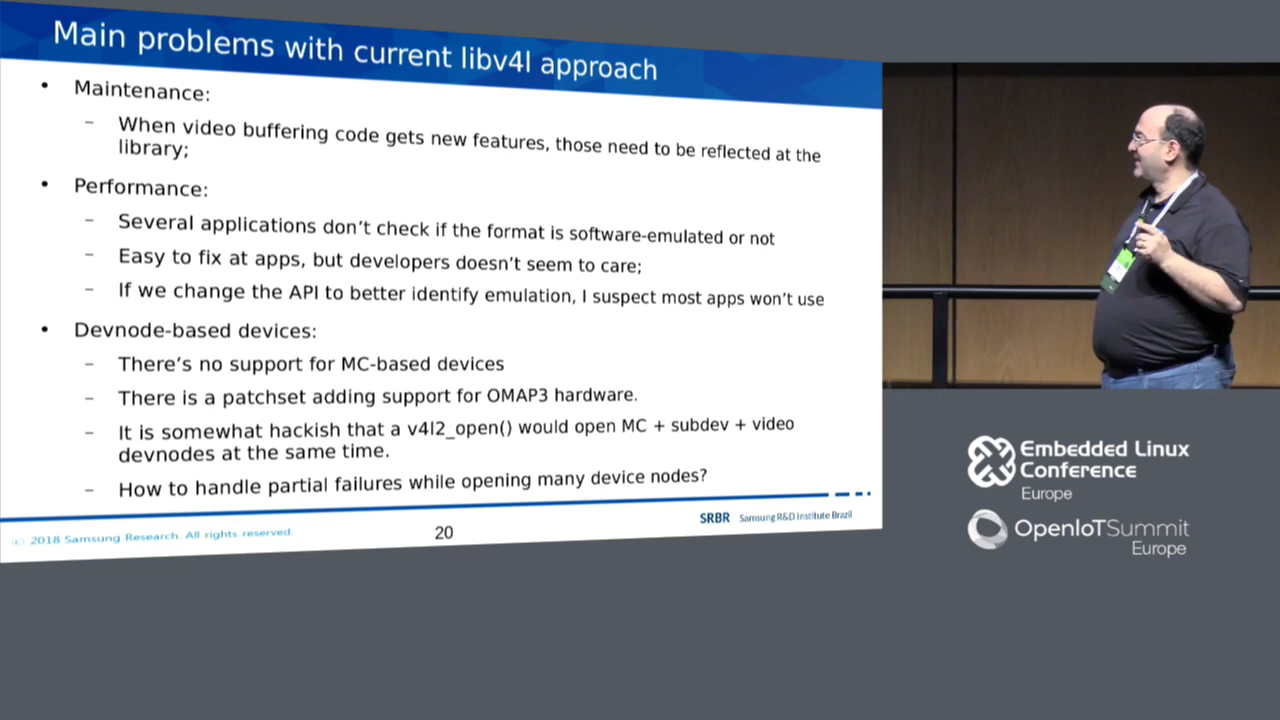 Main problems with current libv4l approach
• Maintenance:
– When video buffering code gets new features, those need to be reflected at the
library;
• Performance:
– Several applications don't check if the format is software-emulated or not
– Easy to fix at apps, but developers doesn't seem to care;
– If we change the API to better identify emulation, I suspect most apps won't use
• Devnode-based devices:
– There's no support for MC-based devices
– There is a patchset adding support for OMAP3 hardware.
– It is somewhat hackish that a v4l2_open() would open MC + subdev + video
devnodes at the same time.
– How to handle partial failures while opening many device nodes?
© 2018 Samsung Research. All rights reserved.
20
SRBR Samsung R&D Institute Brazil
Embedded Linux
Conference
Europe
OpenIoTSummit
Europe